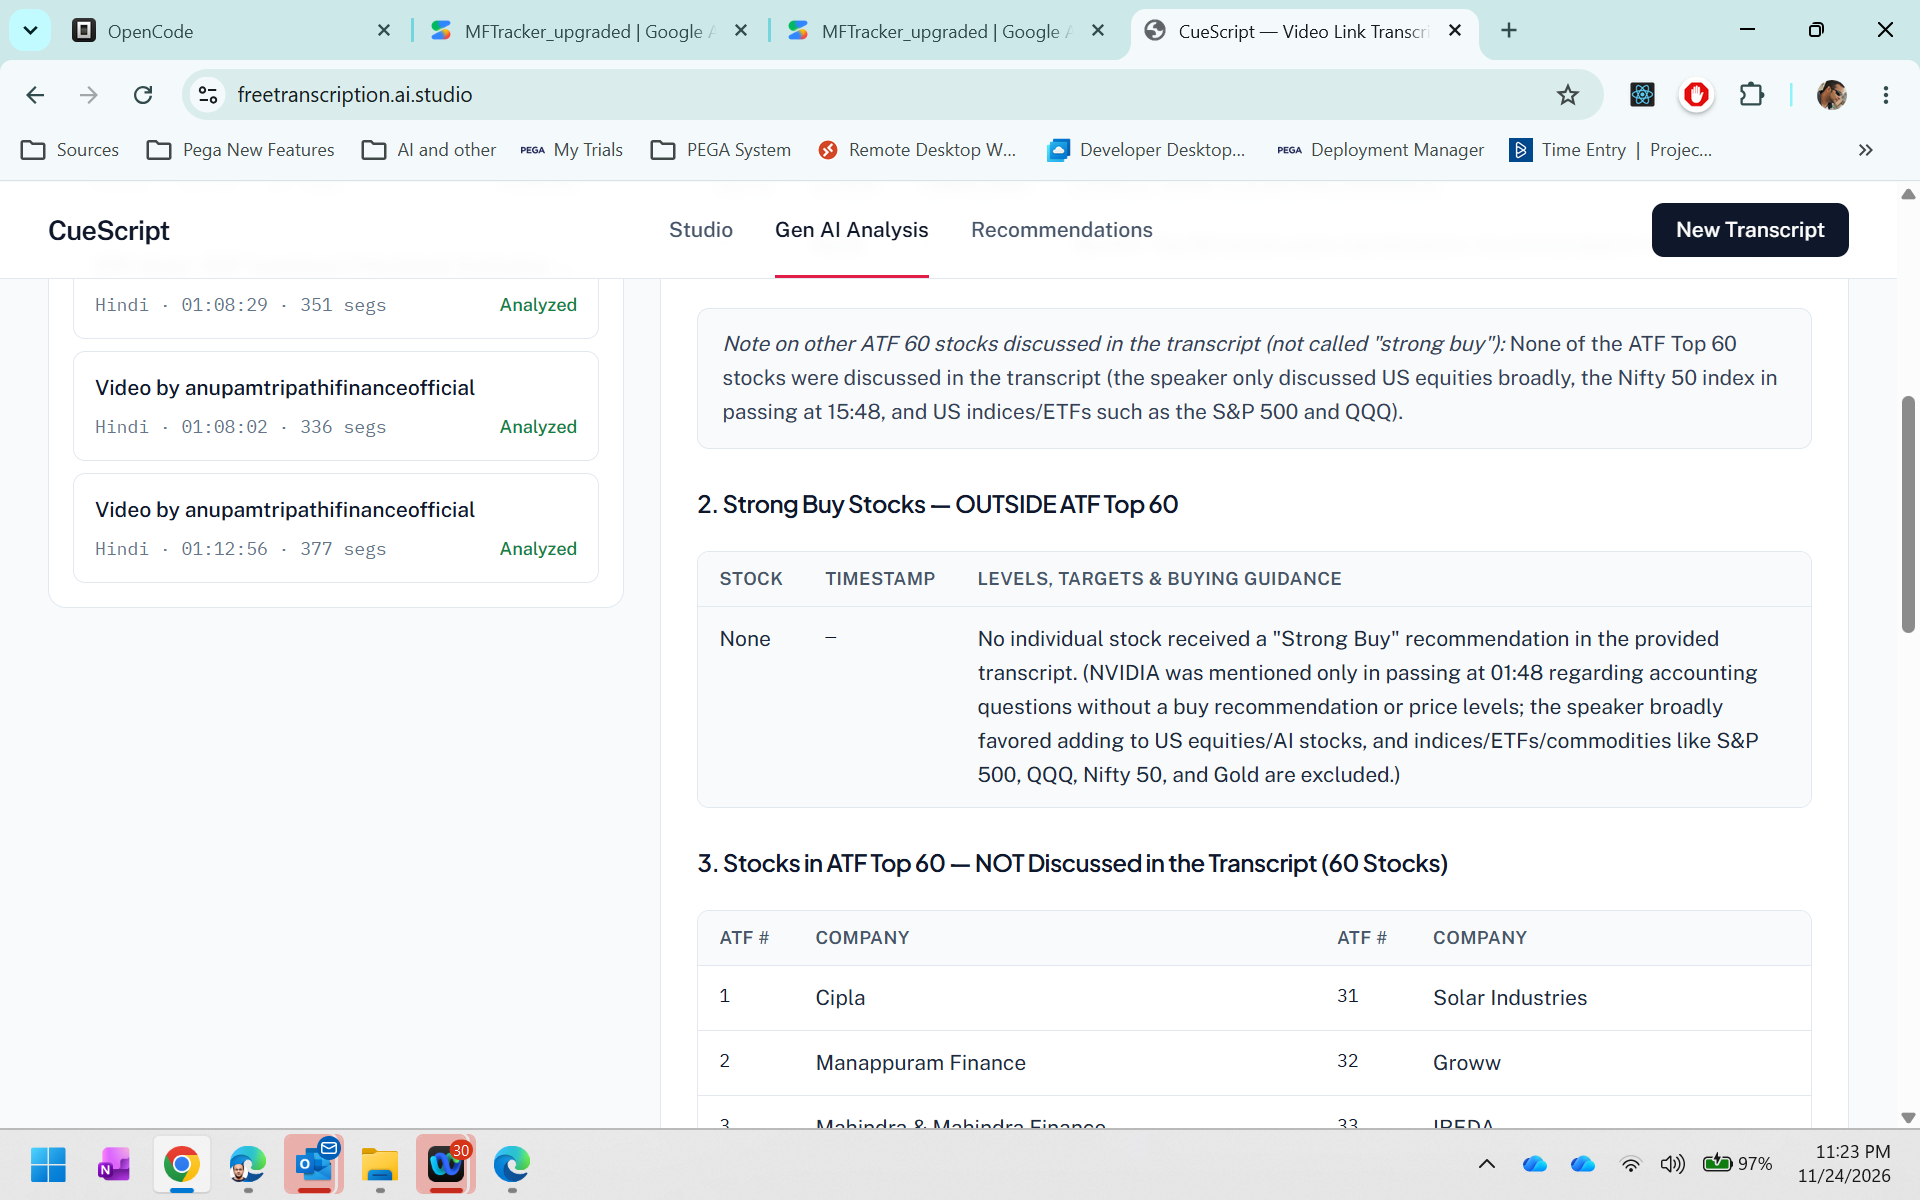 OpenCode
MFTracker_upgraded | Google
MFTracker_upgraded | Google
CueScript — Video Link Transcri
freetranscription.ai.studio
Sources
Pega New Features
AI and other
PEGA My Trials
PEGA System
Remote Desktop W...
Developer Desktop...
PEGA Deployment Manager
Time Entry | Projec...
CueScript
Studio
Gen AI Analysis
Recommendations
New Transcript
Hindi · 01:08:29 · 351 segs
Analyzed
Video by anupamtripathifinanceofficial
Hindi · 01:08:02 · 336 segs
Analyzed
Video by anupamtripathifinanceofficial
Hindi · 01:12:56 · 377 segs
Analyzed
Note on other ATF 60 stocks discussed in the transcript (not called "strong buy"): None of the ATF Top 60
stocks were discussed in the transcript (the speaker only discussed US equities broadly, the Nifty 50 index in
passing at 15:48, and US indices/ETFs such as the S&P 500 and QQQ).
2. Strong Buy Stocks — OUTSIDE ATF Top 60
STOCK TIMESTAMP LEVELS, TARGETS & BUYING GUIDANCE
None – No individual stock received a "Strong Buy" recommendation in the provided
transcript. (NVIDIA was mentioned only in passing at 01:48 regarding accounting
questions without a buy recommendation or price levels; the speaker broadly
favored adding to US equities/AI stocks, and indices/ETFs/commodities like S&P
500, QQQ, Nifty 50, and Gold are excluded.)
3. Stocks in ATF Top 60 — NOT Discussed in the Transcript (60 Stocks)
ATF # COMPANY ATF # COMPANY
1 Cipla 31 Solar Industries
2 Manappuram Finance 32 Groww
3 Mahindra & Mahindra Finance 33 IREDA
30
97%
11:23 PM
11/24/2026